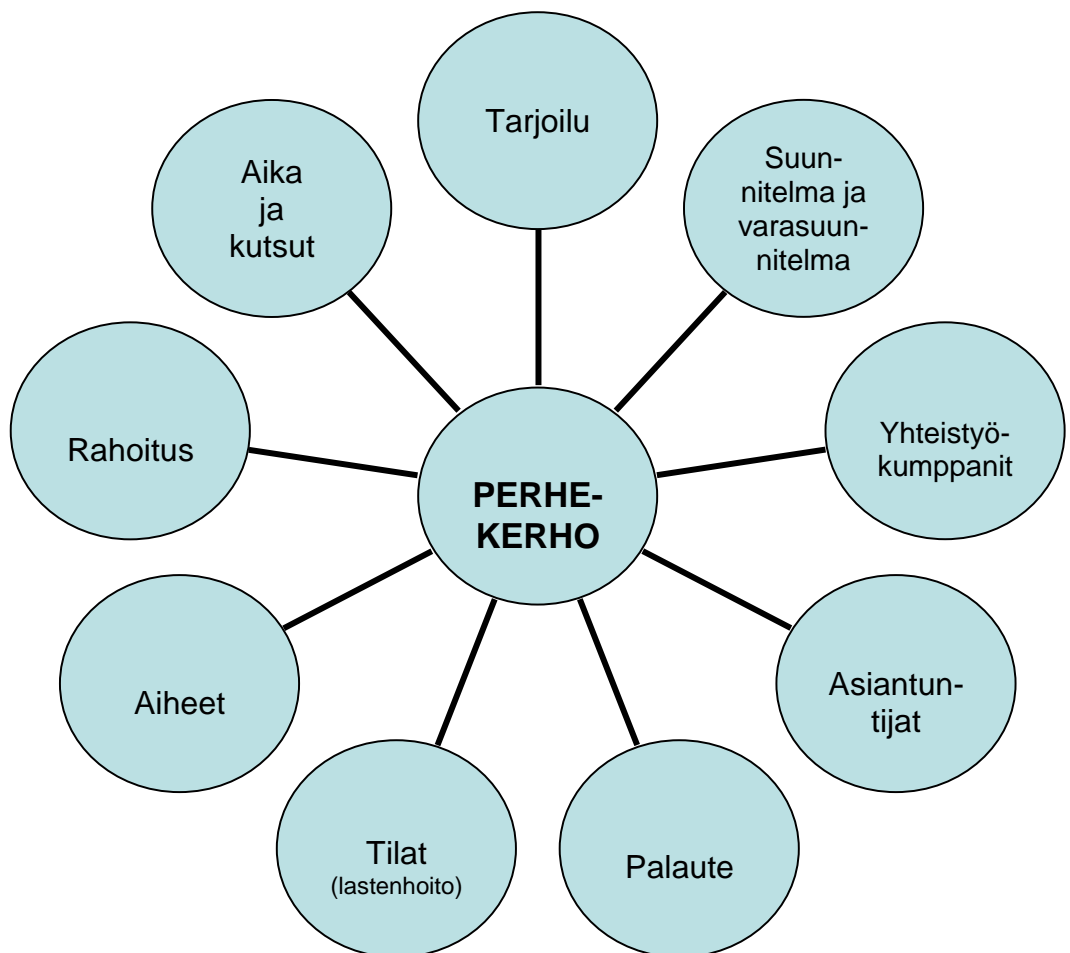 Tarjoilu
Suun-
nitelma ja
varasuun-
nitelma
Aika
ja
kutsut
Yhteistyö-
kumppanit
Rahoitus
PERHE-
KERHO
Asiantun-
tijat
Aiheet
Tilat
(lastenhoito)
Palaute